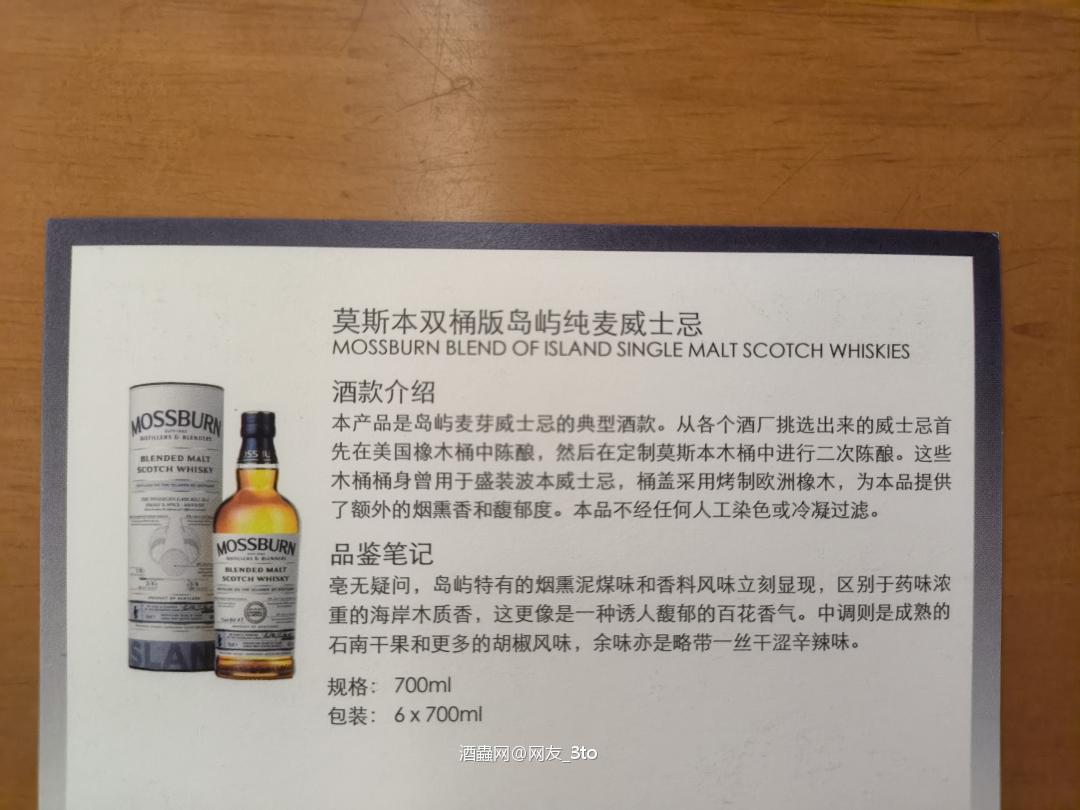 莫斯本双桶版岛屿纯麦威士忌
MOSSBURN BLEND OF ISLAND SINGLE MALT SCOTCH WHISKIES
酒款介绍
本产品是岛屿麦芽威士忌的典型酒款。从各个酒厂挑选出来的威士忌首
先在美国橡木桶中陈酿，然后在定制莫斯本木桶中进行二次陈酿。这些
木桶桶身曾用于盛装波本威士忌，桶盖采用烤制欧洲橡木，为本品提供
了额外的烟熏香和馥郁度。本品不经任何人工染色或冷凝过滤。
品鉴笔记
毫无疑问，岛屿特有的烟熏泥煤味和香料风味立刻显现，区别于药味浓
重的海岸木质香，这更像是一种诱人馥郁的百花香气。中调则是成熟的
石南干果和更多的胡椒风味，余味亦是略带一丝干涩辛辣味。
规格： 700ml
包装： 6 x 700ml
MOSSBURN
DISTILLERS & BLENDERS
BLENDED MALT
SCOTCH WHISKY
ISLAN
MOSSBURN
DISTILLERS & BLENDERS
BLENDED MALT
SCOTCH WHISKY
酒蟲网@网友_3to